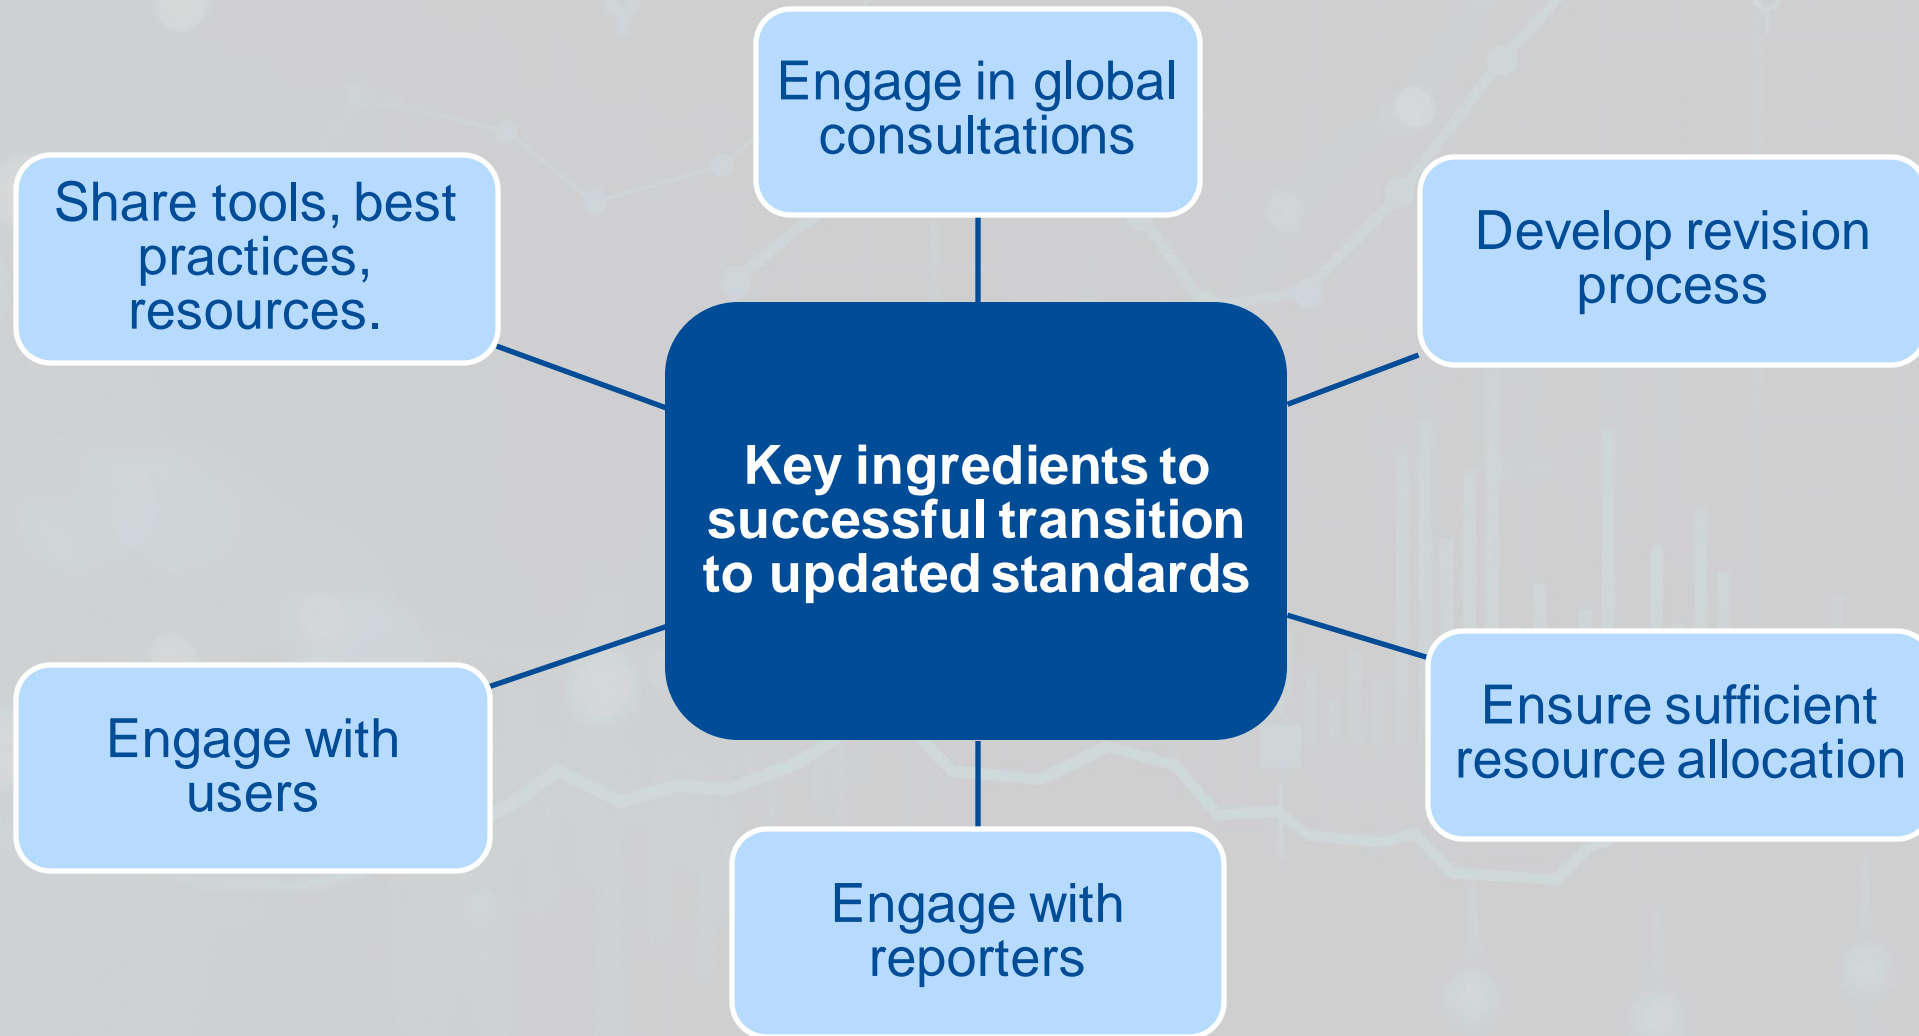 Engage in global
consultations
Share tools, best
practices,
resources.
Develop revision
process
Key ingredients to
successful transition
to updated standards
Engage with
users
Ensure sufficient
resource allocation
Engage with
reporters